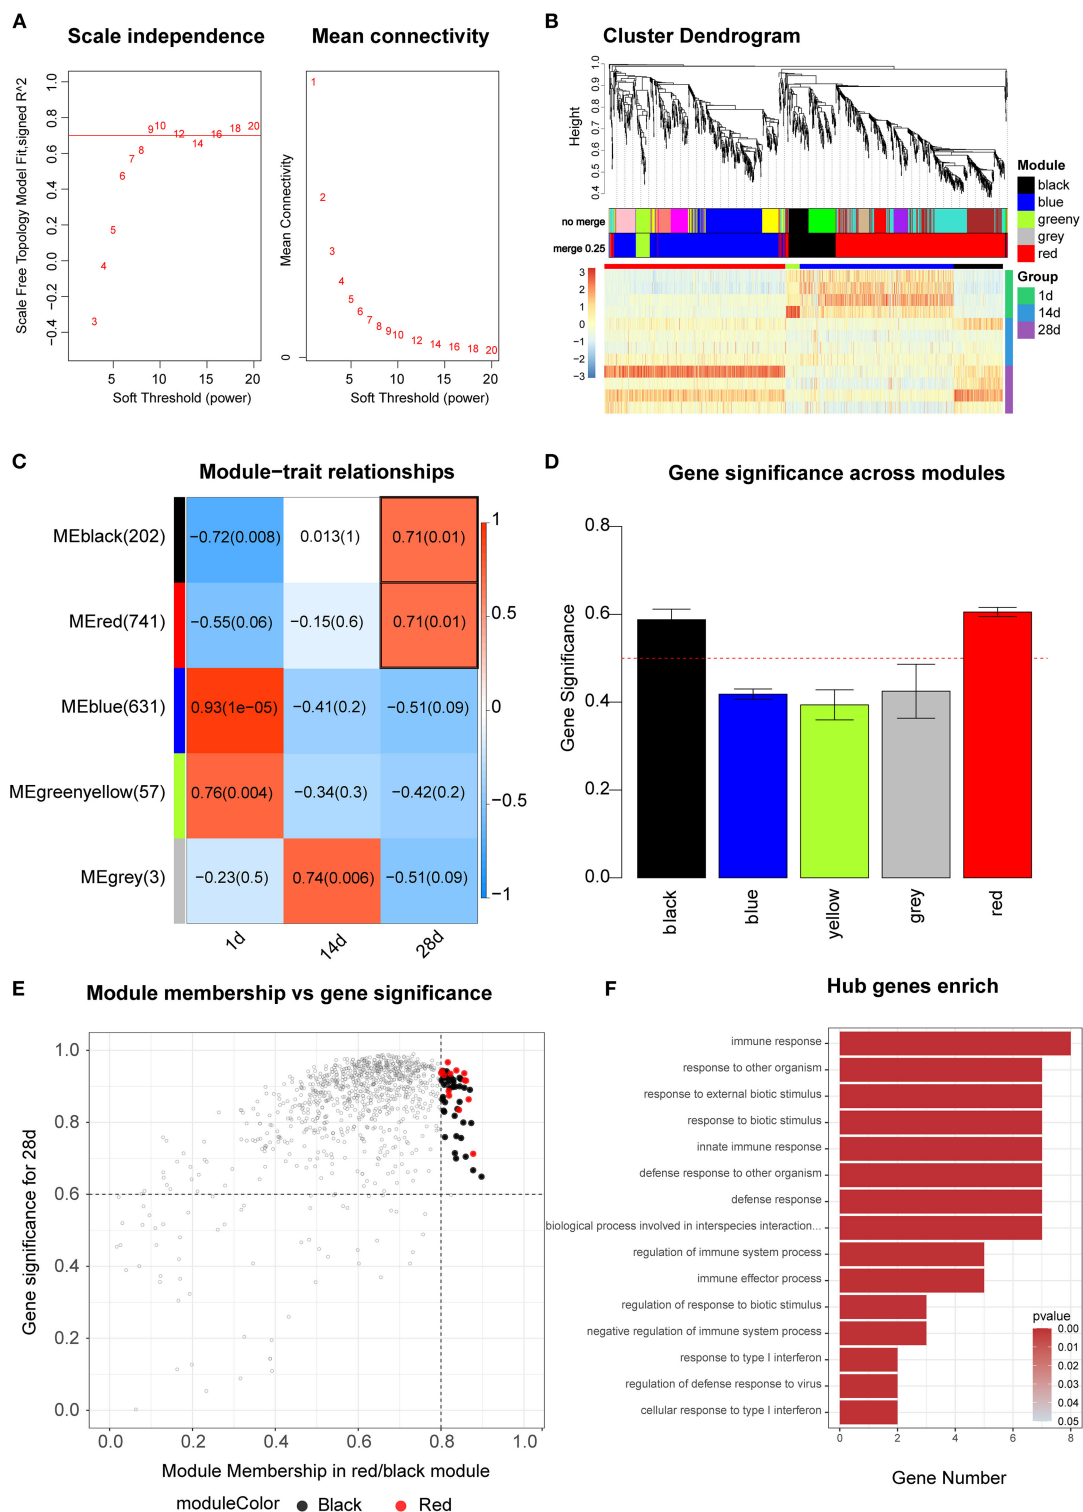 A
Scale independence
Mean connectivity
Scale Free Topology Model Fit,signed R^2
1.0
0.8
0.6
0.4
0.2
0.0
−0.2
−0.4
3
4
5
6
7
8
9
10
12
14
16
18
20
5
10
15
20
Soft Threshold (power)
Mean Connectivity
0
1
2
3
4
5
6
7
8
9
10
12
14
16
18
20
5
10
15
20
Soft Threshold (power)
B
Cluster Dendrogram
Height
1.0
0.9
0.8
0.7
0.6
0.5
0.4
no merge
merge 0.25
3
2
1
0
−1
−2
−3
Module
black
blue
greeny
grey
red
Group
1d
14d
28d
C
Module−trait relationships
MEblack(202)
−0.72(0.008)
0.013(1)
0.71(0.01)
MEred(741)
−0.55(0.06)
−0.15(0.6)
0.71(0.01)
MEblue(631)
0.93(1e−05)
−0.41(0.2)
−0.51(0.09)
MEgreenyellow(57)
0.76(0.004)
−0.34(0.3)
−0.42(0.2)
MEgrey(3)
−0.23(0.5)
0.74(0.006)
−0.51(0.09)
1d
14d
28d
1
0.5
0
−0.5
−1
D
Gene significance across modules
Gene Significance
0.8
0.6
0.4
0.2
0.0
black
blue
yellow
grey
red
E
Module membership vs gene significance
Gene significance for 28d
1.0
0.8
0.6
0.4
0.2
0.0
0.0
0.2
0.4
0.6
0.8
1.0
Module Membership in red/black module
moduleColor
Black
Red
F
Hub genes enrich
immune response
response to other organism
response to external biotic stimulus
response to biotic stimulus
innate immune response
defense response to other organism
defense response
biological process involved in interspecies interaction...
regulation of immune system process
immune effector process
regulation of response to biotic stimulus
negative regulation of immune system process
response to type I interferon
regulation of defense response to virus
cellular response to type I interferon
0
2
4
6
8
Gene Number
pvalue
0.00
0.01
0.02
0.03
0.04
0.05